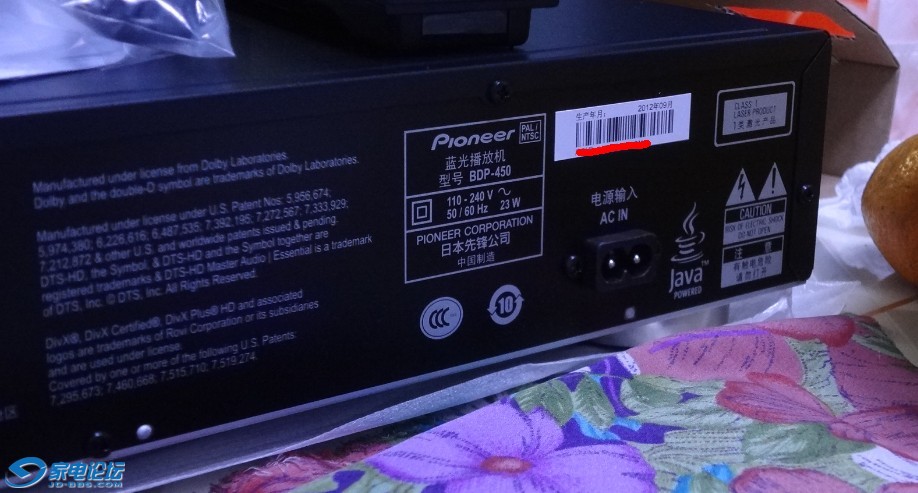 Manufactured under license from Dolby Laboratories.
Dolby and the double-D symbol are trademarks of Dolby Laboratories.
Manufactured under license under U.S. Patent Nos: 5,956,674;
5,974,380; 6,226,616; 6,487,535; 7,392,195; 7,272,567; 7,333,929;
7,212,872 & other U.S. and worldwide patents issued & pending.
DTS-HD, the Symbol, & DTS-HD and the Symbol together are
registered trademarks & DTS-HD Master Audio | Essential is a trademark
of DTS, Inc. © DTS, Inc. All Rights Reserved.
DivX®, DivX Certified®, DivX Plus® HD and associated
logos are trademarks of Rovi Corporation or its subsidiaries
and are used under license.
Covered by one or more of the following U.S. Patents:
7,295,673; 7,460,668; 7,515,710; 7,519,274.
Pioneer
PAL/
NTSC
蓝光播放机
型号 BDP-450
110 - 240 V ~
50 / 60 Hz 23 W
PIONEER CORPORATION
日本先锋公司
中国制造
CCC
10
生产年月: 2012年09月
电源输入
AC IN
Java™
POWERED
CLASS 1
LASER PRODUCT
1类激光产品
CAUTION
RISK OF ELECTRIC SHOCK
DO NOT OPEN
注意
有触电危险
请勿打开
家电论坛
JD-BBS.COM